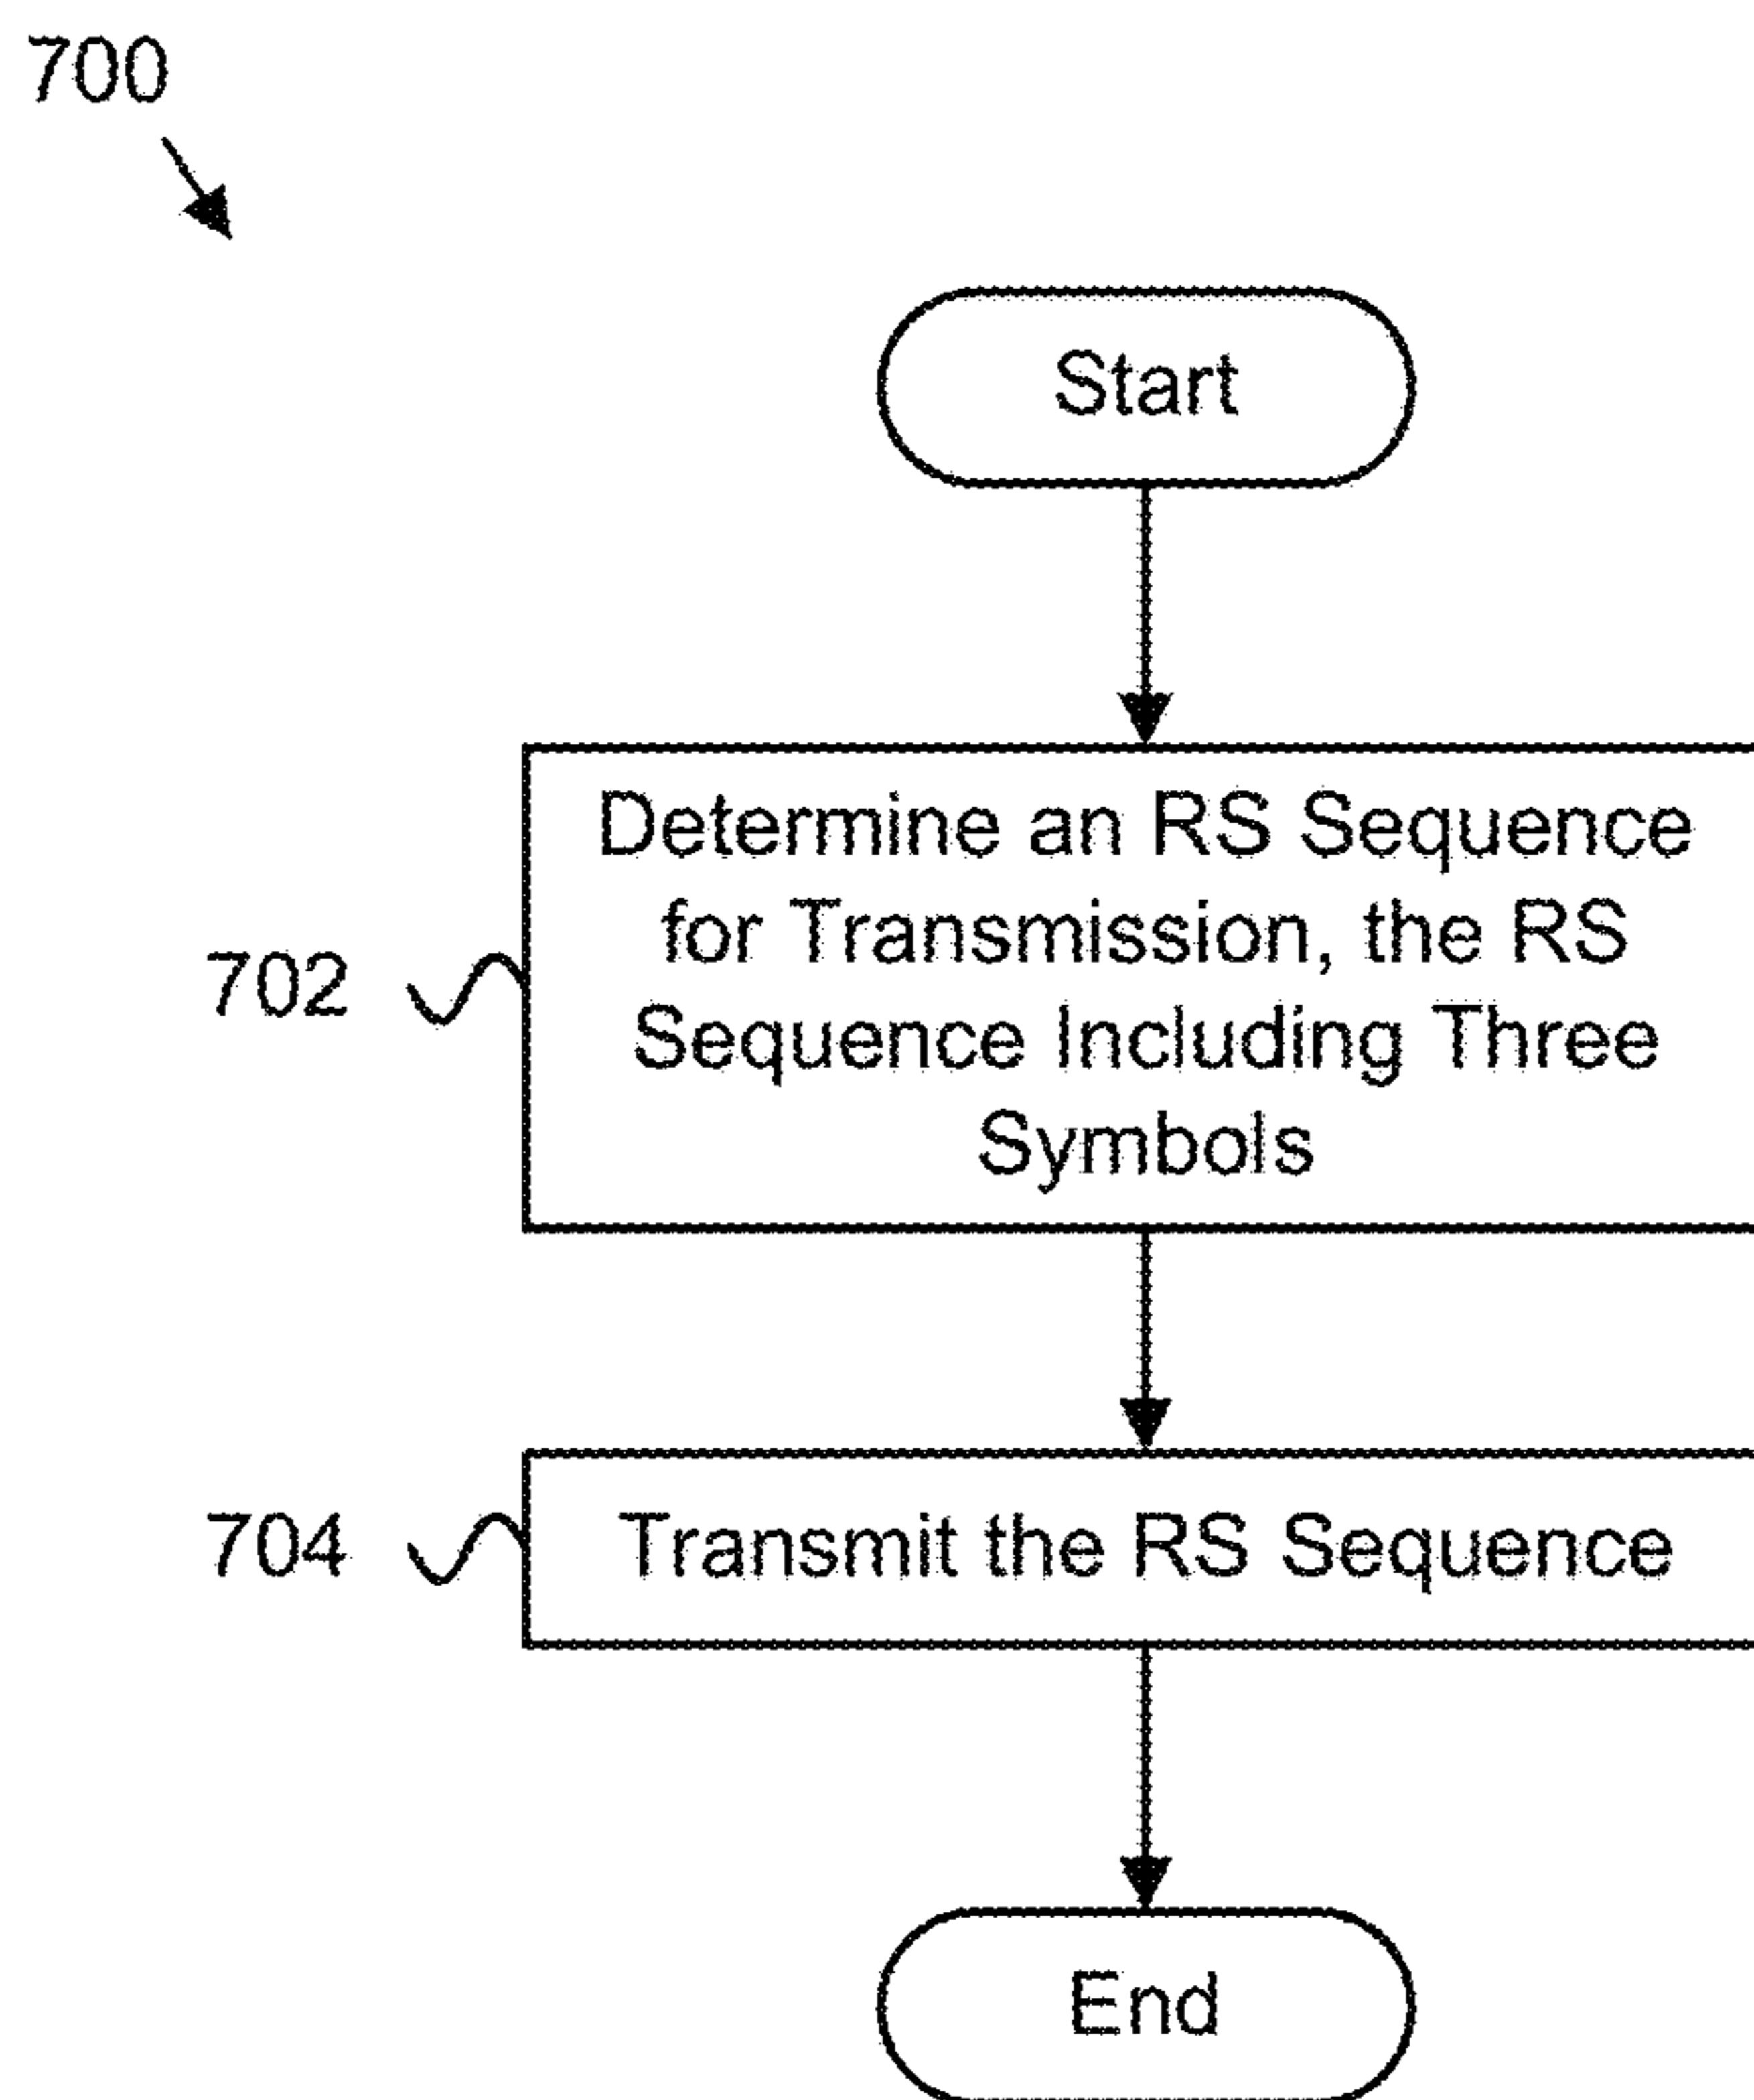 700
Start
Determine an RS Sequence
for Transmission, the RS
702
Sequence Including Three
Symbols
704
Transmit the RS Sequence
End